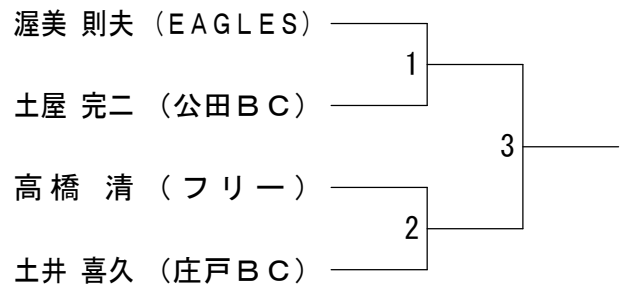 渥美 則夫 (EAGLES)
1
土屋 完二 (公田BC)
3
高橋 清 (フリー)
2
土井 喜久 (庄戸BC)